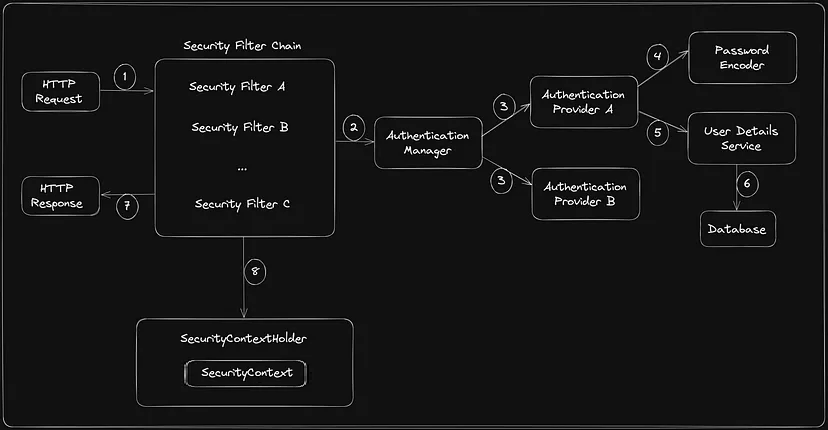 Security Filter Chain
HTTP
Request
1
Security Filter A
Security Filter B
...
Security Filter C
2
Authentication
Manager
3
3
Authentication
Provider A
Authentication
Provider B
4
5
Password
Encoder
User Details
Service
6
Database
HTTP
Response
7
8
SecurityContextHolder
SecurityContext